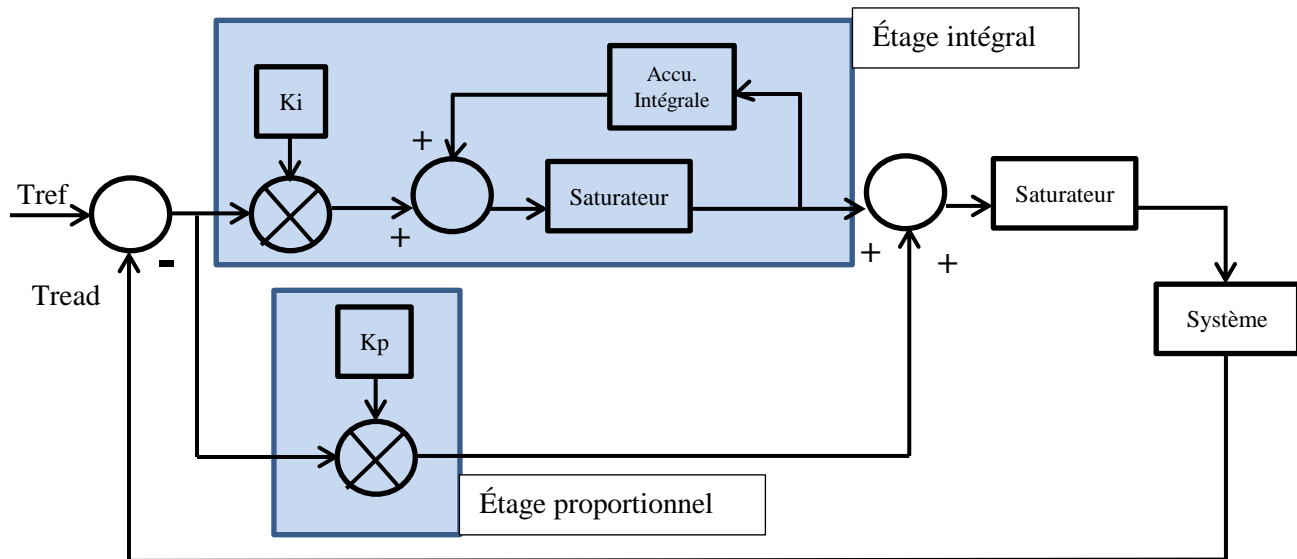 Étage intégral
Accu.
Intégrale
Ki
+
Tref
Saturateur
Saturateur
+
-
+
+
Tread
Système
Kp
Étage proportionnel